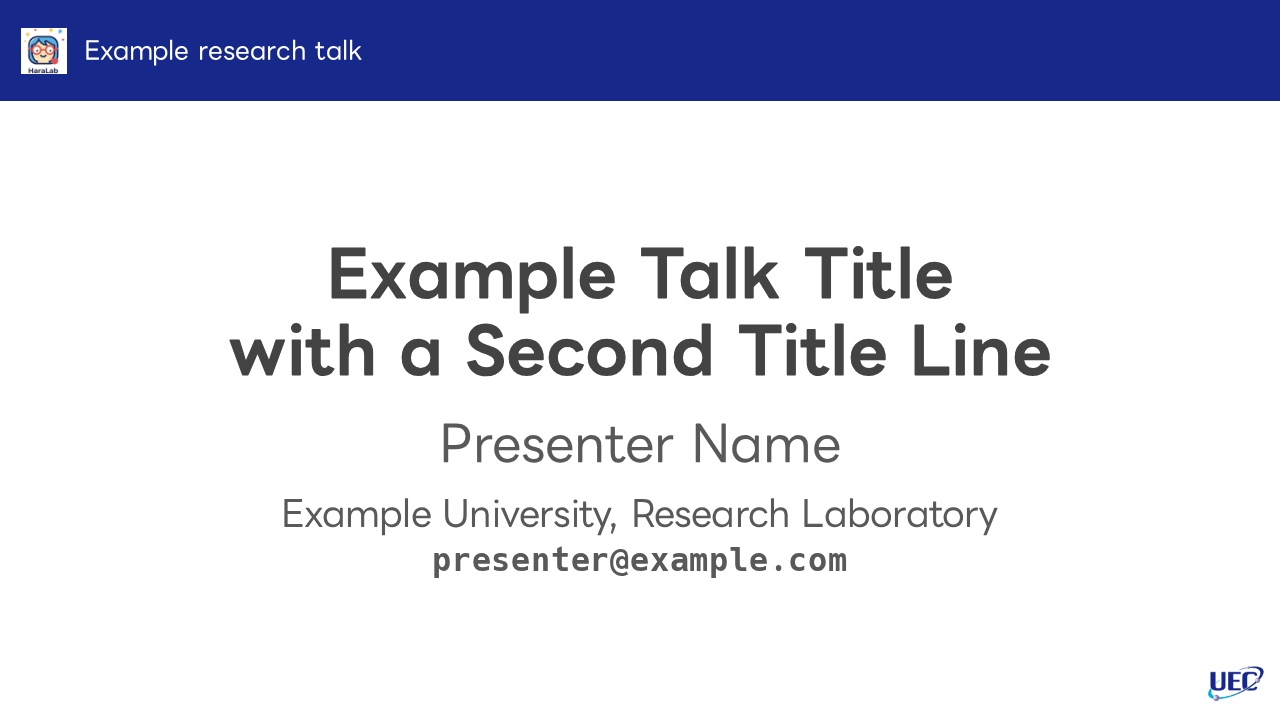 HaraLab
Example research talk
Example Talk Title
with a Second Title Line
Presenter Name
Example University, Research Laboratory
presenter@example.com
UEC